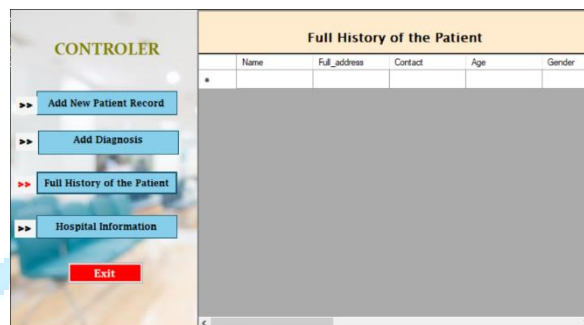 CONTROLER
>> Add New Patient Record
>> Add Diagnosis
>> Full History of the Patient
>> Hospital Information
Exit
Full History of the Patient
Name Full_address Contact Age Gender